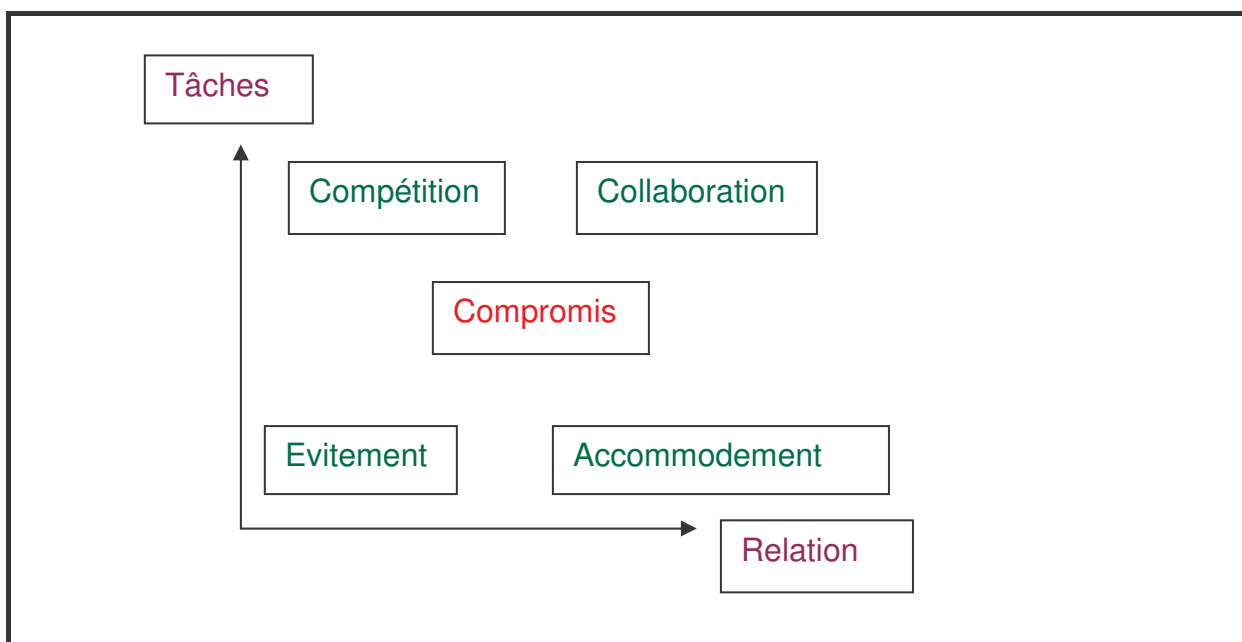 Tâches
Compétition
Collaboration
Compromis
Evitement
Accommodement
Relation